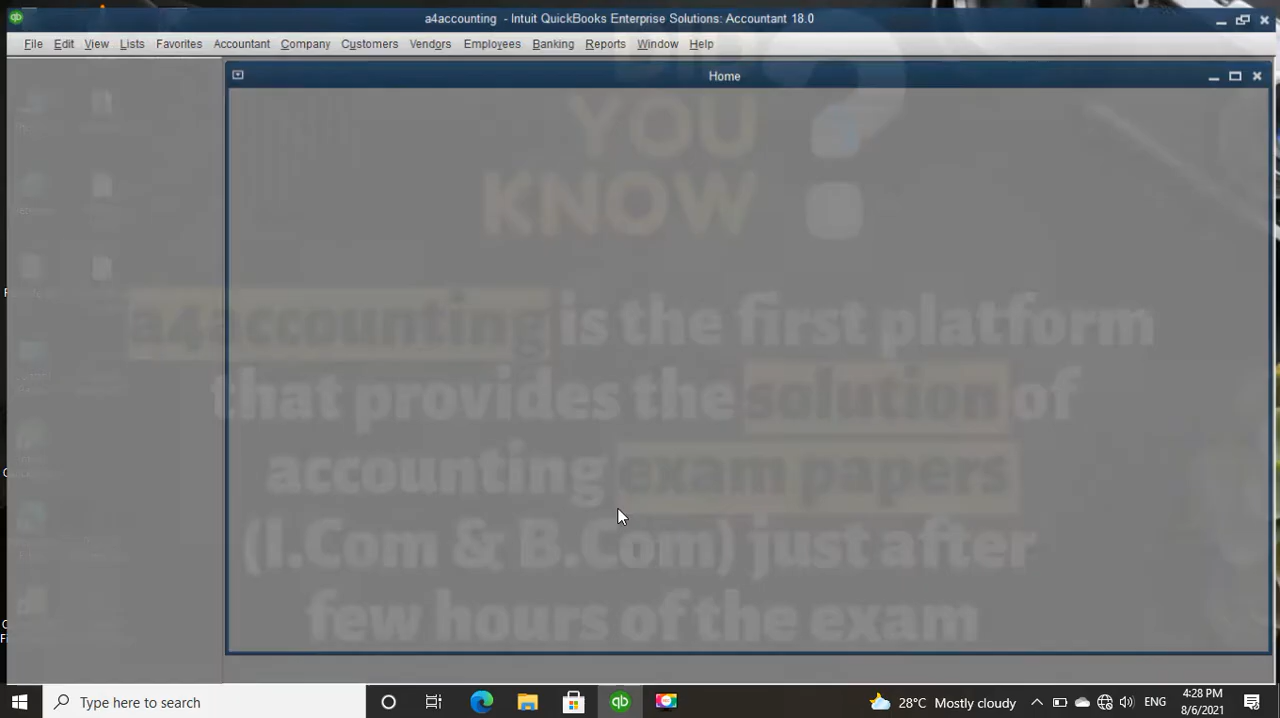 a4accounting - Intuit QuickBooks Enterprise Solutions: Accountant 18.0
File Edit View Lists Favorites Accountant Company Customers Vendors Employees Banking Reports Window Help
Home
YOU
KNOW
a4accounting is the first platform
that provides the solution of
accounting exam papers
(I.Com & B.Com) just after
few hours of the exam
Type here to search
28°C Mostly cloudy
ENG
4:28 PM
8/6/2021